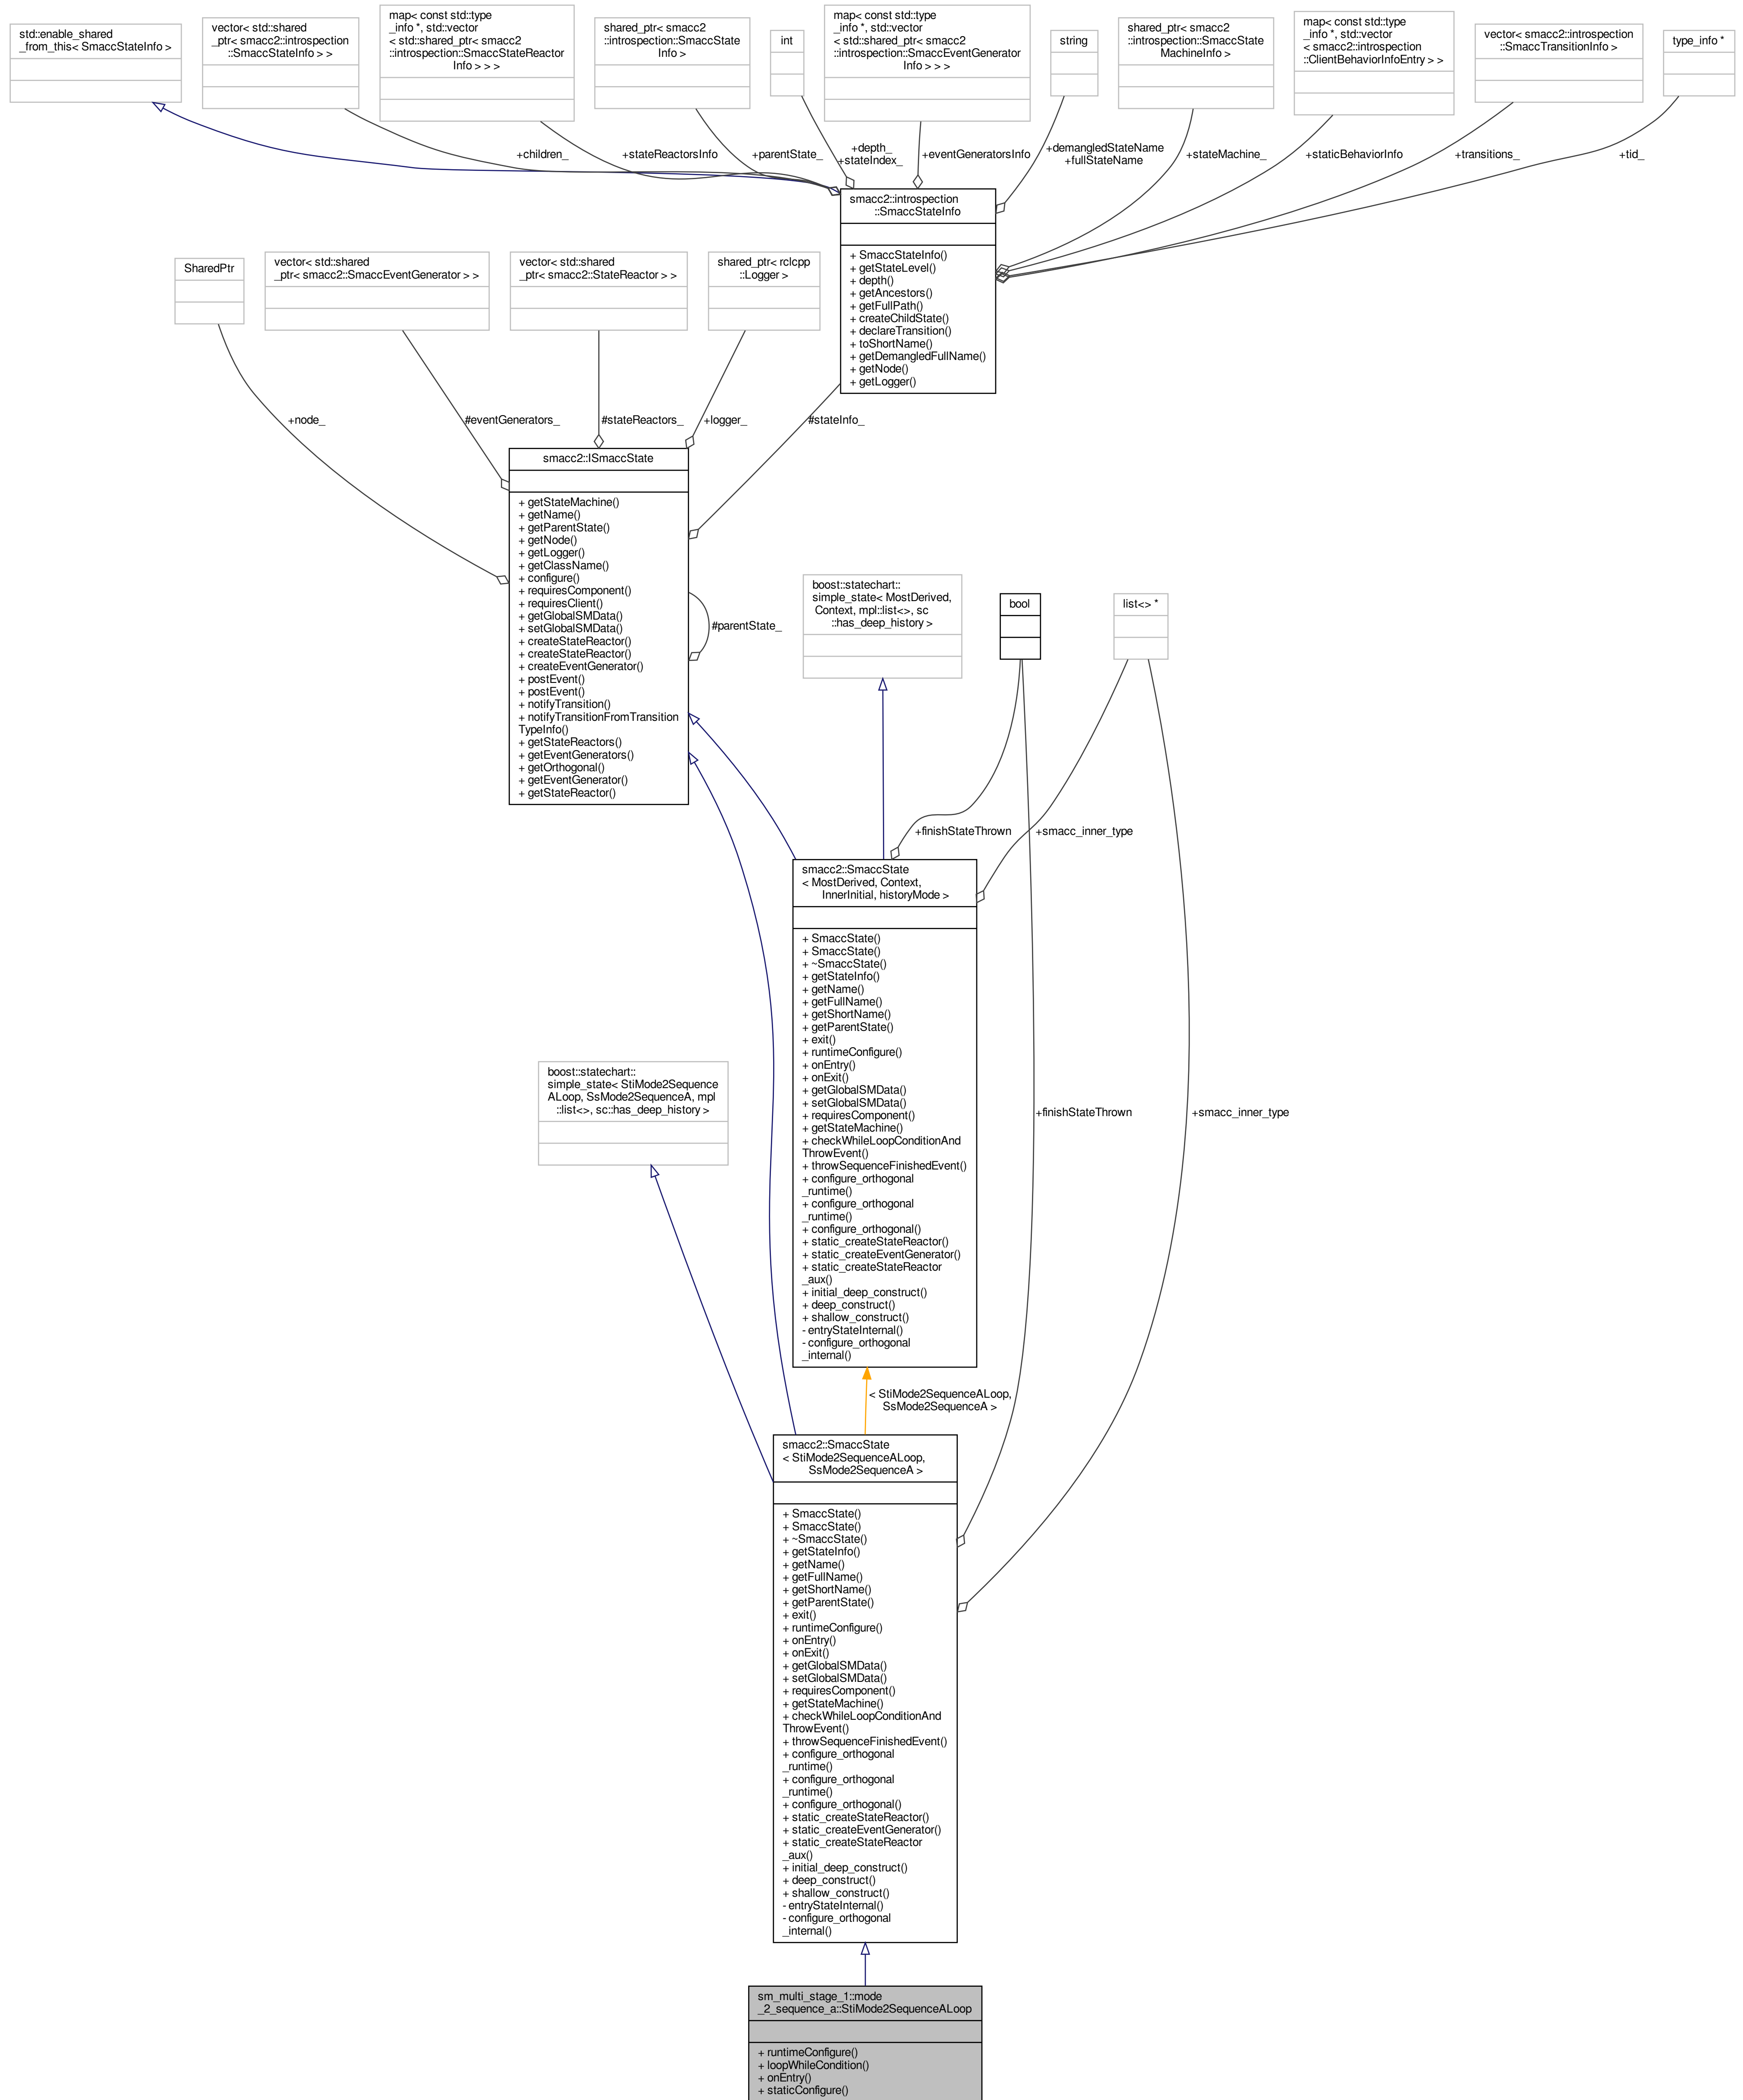 std::enable_shared
_from_this< SmaccStateInfo >
vector< std::shared
_ptr< smacc2::introspection
::SmaccStateInfo > >
map< const std::type
_info *, std::vector
< std::shared_ptr< smacc2
::introspection::SmaccStateReactor
Info > > >
shared_ptr< smacc2
::introspection::SmaccState
Info >
int
map< const std::type
_info *, std::vector
< std::shared_ptr< smacc2
::introspection::SmaccEventGenerator
Info > > >
string
shared_ptr< smacc2
::introspection::SmaccState
MachineInfo >
map< const std::type
_info *, std::vector
< smacc2::introspection
::ClientBehaviorInfoEntry > >
vector< smacc2::introspection
::SmaccTransitionInfo >
type_info *
+children_
+stateReactorsInfo
+parentState_
+depth_
+stateIndex_
+eventGeneratorsInfo
+demangledStateName
+fullStateName
+stateMachine_
+staticBehaviorInfo
+transitions_
+tid_
smacc2::introspection
::SmaccStateInfo
+ SmaccStateInfo()
+ getStateLevel()
+ depth()
+ getAncestors()
+ getFullPath()
+ createChildState()
+ declareTransition()
+ toShortName()
+ getDemangledFullName()
+ getNode()
+ getLogger()
SharedPtr
vector< std::shared
_ptr< smacc2::SmaccEventGenerator > >
vector< std::shared
_ptr< smacc2::StateReactor > >
shared_ptr< rclcpp
::Logger >
+node_
#eventGenerators_
#stateReactors_
+logger_
#stateInfo_
smacc2::ISmaccState
+ getStateMachine()
+ getName()
+ getParentState()
+ getNode()
+ getLogger()
+ getClassName()
+ configure()
+ requiresComponent()
+ requiresClient()
+ getGlobalSMData()
+ setGlobalSMData()
+ createStateReactor()
+ createStateReactor()
+ createEventGenerator()
+ postEvent()
+ postEvent()
+ notifyTransition()
+ notifyTransitionFromTransition
TypeInfo()
+ getStateReactors()
+ getEventGenerators()
+ getOrthogonal()
+ getEventGenerator()
+ getStateReactor()
#parentState_
boost::statechart::
simple_state< MostDerived,
Context, mpl::list<>, sc
::has_deep_history >
bool
list<> *
+finishStateThrown
+smacc_inner_type
smacc2::SmaccState
< MostDerived, Context,
InnerInitial, historyMode >
+ SmaccState()
+ SmaccState()
+ ~SmaccState()
+ getStateInfo()
+ getName()
+ getFullName()
+ getShortName()
+ getParentState()
+ exit()
+ runtimeConfigure()
+ onEntry()
+ onExit()
+ getGlobalSMData()
+ setGlobalSMData()
+ requiresComponent()
+ getStateMachine()
+ checkWhileLoopConditionAnd
ThrowEvent()
+ throwSequenceFinishedEvent()
+ configure_orthogonal
_runtime()
+ configure_orthogonal
_runtime()
+ configure_orthogonal()
+ static_createStateReactor()
+ static_createEventGenerator()
+ static_createStateReactor
_aux()
+ initial_deep_construct()
+ deep_construct()
+ shallow_construct()
- entryStateInternal()
- configure_orthogonal
_internal()
boost::statechart::
simple_state< StiMode2Sequence
ALoop, SsMode2SequenceA, mpl
::list<>, sc::has_deep_history >
+finishStateThrown
+smacc_inner_type
< StiMode2SequenceALoop,
SsMode2SequenceA >
smacc2::SmaccState
< StiMode2SequenceALoop,
SsMode2SequenceA >
+ SmaccState()
+ SmaccState()
+ ~SmaccState()
+ getStateInfo()
+ getName()
+ getFullName()
+ getShortName()
+ getParentState()
+ exit()
+ runtimeConfigure()
+ onEntry()
+ onExit()
+ getGlobalSMData()
+ setGlobalSMData()
+ requiresComponent()
+ getStateMachine()
+ checkWhileLoopConditionAnd
ThrowEvent()
+ throwSequenceFinishedEvent()
+ configure_orthogonal
_runtime()
+ configure_orthogonal
_runtime()
+ configure_orthogonal()
+ static_createStateReactor()
+ static_createEventGenerator()
+ static_createStateReactor
_aux()
+ initial_deep_construct()
+ deep_construct()
+ shallow_construct()
- entryStateInternal()
- configure_orthogonal
_internal()
sm_multi_stage_1::mode
_2_sequence_a::StiMode2SequenceALoop
+ runtimeConfigure()
+ loopWhileCondition()
+ onEntry()
+ staticConfigure()